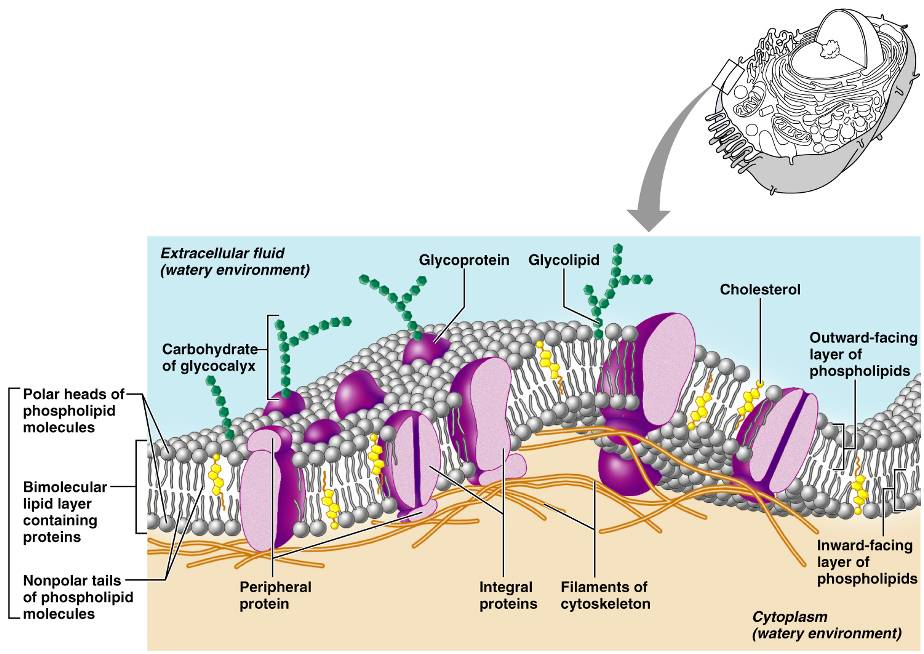 Extracellular fluid
(watery environment)
Glycoprotein
Glycolipid
Cholesterol
Carbohydrate
of glycocalyx
Outward-facing
layer of
phospholipids
Polar heads of
phospholipid
molecules
Bimolecular
lipid layer
containing
proteins
Nonpolar tails
of phospholipid
molecules
Peripheral
protein
Integral
proteins
Filaments of
cytoskeleton
Inward-facing
layer of
phospholipids
Cytoplasm
(watery environment)